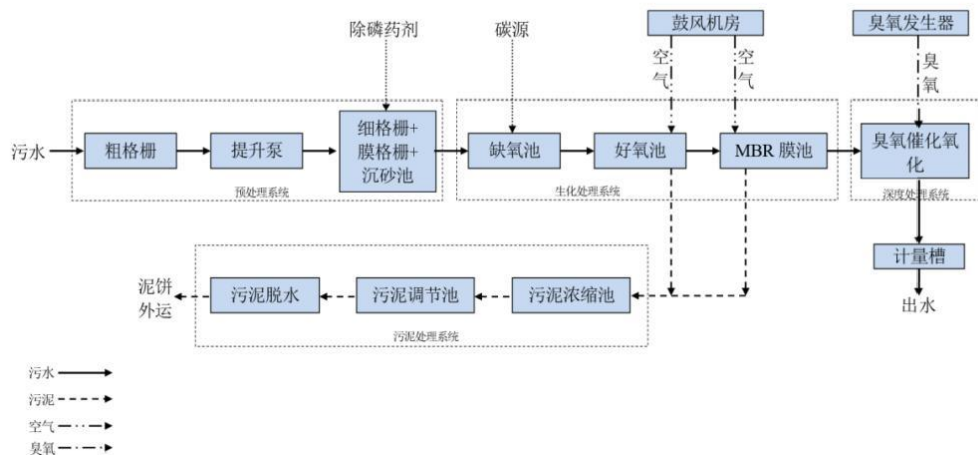 除磷药剂
碳源
鼓风机房
臭氧发生器
空气
空气
臭氧
污水
粗格栅
提升泵
细格栅+
膜格栅+
沉砂池
缺氧池
好氧池
MBR 膜池
臭氧催化氧
化
预处理系统
生化处理系统
深度处理系统
计量槽
出水
泥饼
外运
污泥脱水
污泥调节池
污泥浓缩池
污泥处理系统
污水
污泥
空气
臭氧